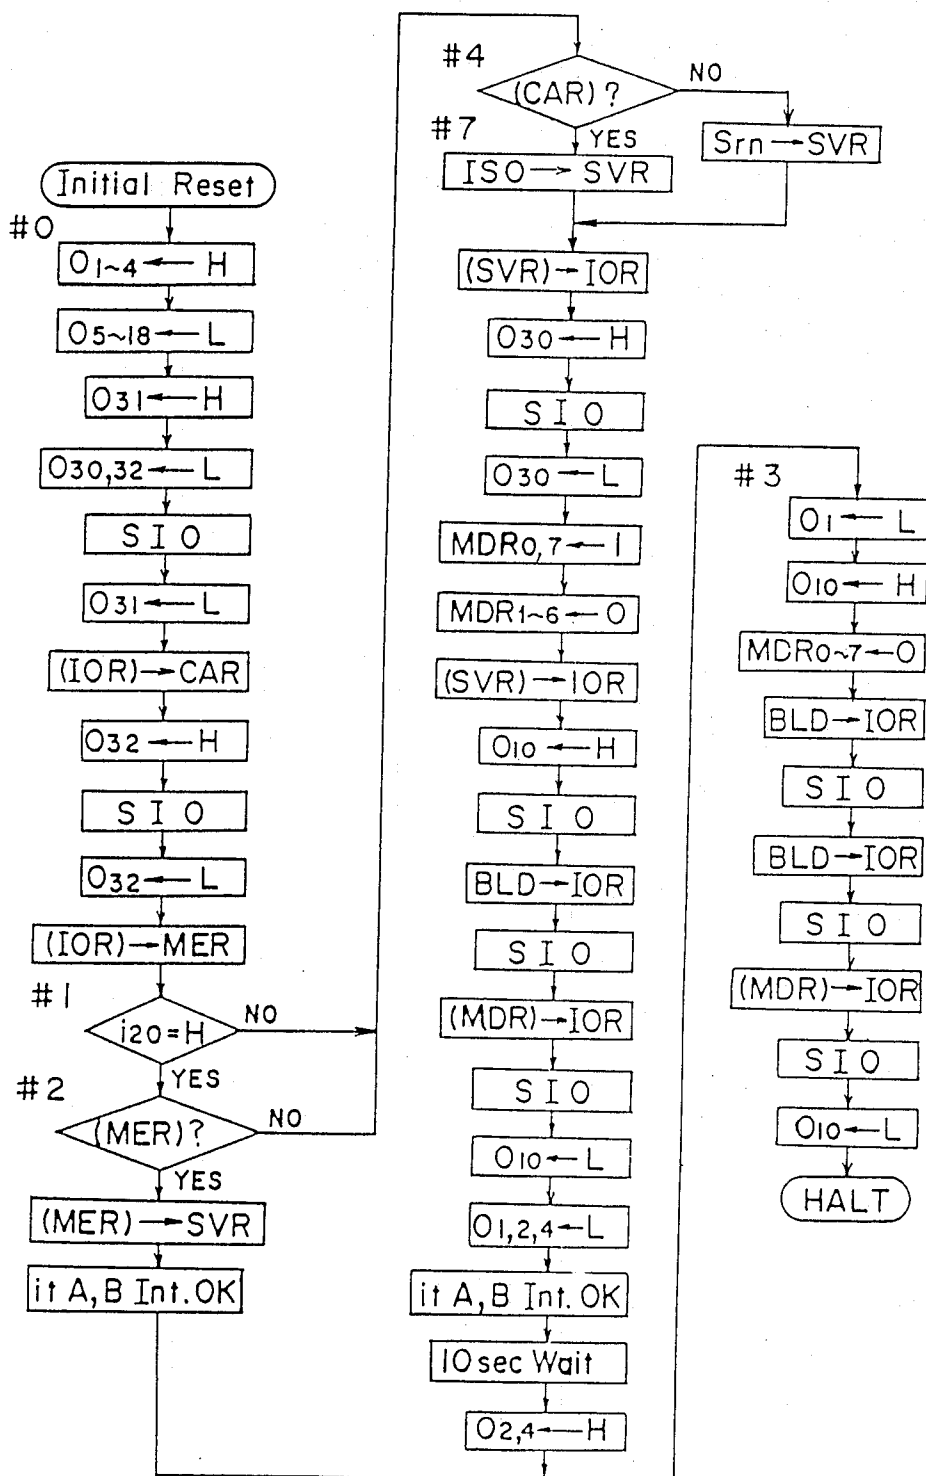 Initial Reset
#0
O1~4 ← H
O5~18 ← L
O31 ← H
O30,32 ← L
SIO
O31 ← L
(IOR) → CAR
O32 ← H
SIO
O32 ← L
(IOR) → MER
#1
i20=H
NO
YES
#2
(MER)?
NO
YES
(MER) → SVR
it A, B Int. OK
#4
(CAR)?
NO
YES
Srn → SVR
#7
ISO → SVR
(SVR) → IOR
O30 ← H
SIO
O30 ← L
MDR0,7 ← 1
MDR1~6 ← 0
(SVR) → IOR
O10 ← H
SIO
BLD → IOR
SIO
(MDR) → IOR
SIO
O10 ← L
O1,2,4 ← L
it A, B Int. OK
10sec Wait
O2,4 ← H
#3
O1 ← L
O10 ← H
MDR0~7 ← 0
BLD → IOR
SIO
BLD → IOR
SIO
(MDR) → IOR
SIO
O10 ← L
HALT